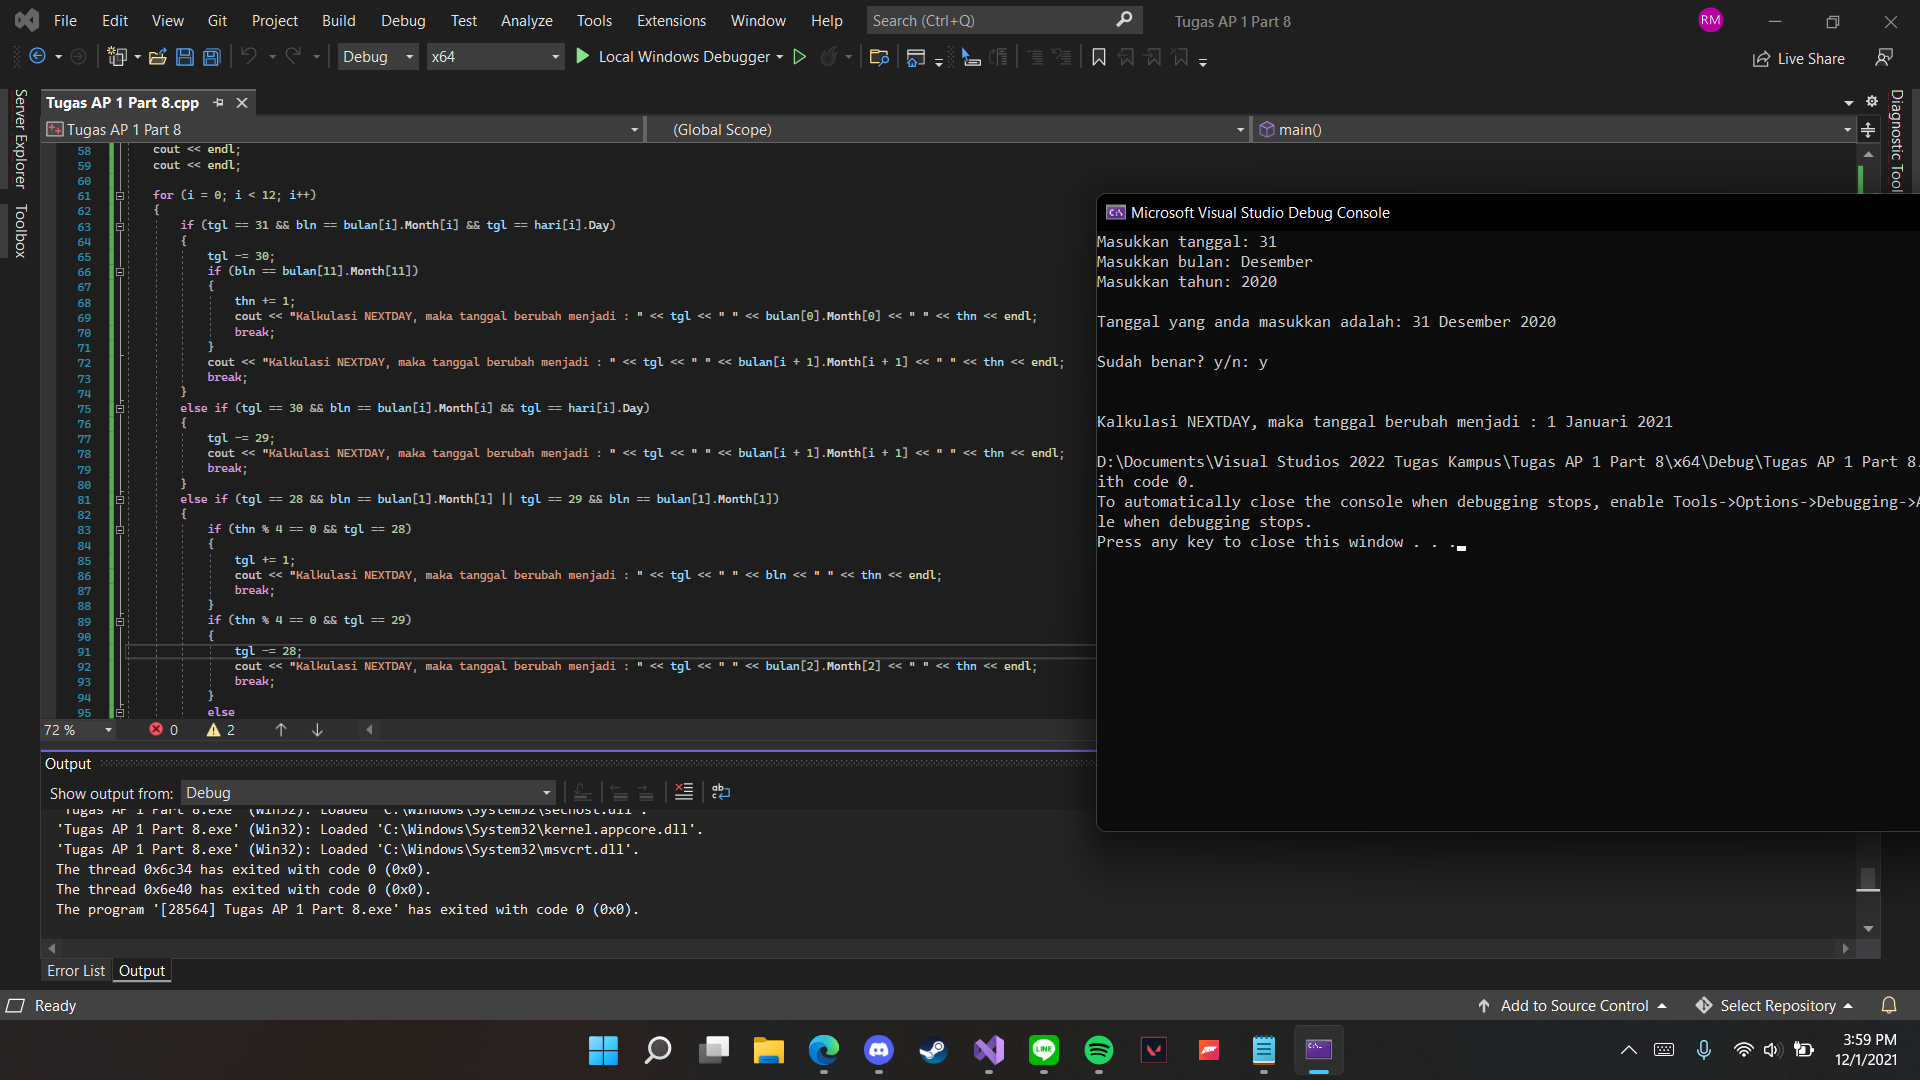 File Edit View Git Project Build Debug Test Analyze Tools Extensions Window Help Search (Ctrl+Q) Tugas AP 1 Part 8 RM
Debug x64 Local Windows Debugger Live Share
Server Explorer
Toolbox
Tugas AP 1 Part 8.cpp
Tugas AP 1 Part 8 (Global Scope) main()
58 cout << endl;
59 cout << endl;
60
61 for (i = 0; i < 12; i++)
62 {
63 if (tgl == 31 && bln == bulan[i].Month[i] && tgl == hari[i].Day)
64 {
65 tgl -= 30;
66 if (bln == bulan[11].Month[11])
67 {
68 thn += 1;
69 cout << "Kalkulasi NEXTDAY, maka tanggal berubah menjadi : " << tgl << " " << bulan[0].Month[0] << " " << thn << endl;
70 break;
71 }
72 cout << "Kalkulasi NEXTDAY, maka tanggal berubah menjadi : " << tgl << " " << bulan[i + 1].Month[i + 1] << " " << thn << endl;
73 break;
74 }
75 else if (tgl == 30 && bln == bulan[i].Month[i] && tgl == hari[i].Day)
76 {
77 tgl -= 29;
78 cout << "Kalkulasi NEXTDAY, maka tanggal berubah menjadi : " << tgl << " " << bulan[i + 1].Month[i + 1] << " " << thn << endl;
79 break;
80 }
81 else if (tgl == 28 && bln == bulan[1].Month[1] || tgl == 29 && bln == bulan[1].Month[1])
82 {
83 if (thn % 4 == 0 && tgl == 28)
84 {
85 tgl += 1;
86 cout << "Kalkulasi NEXTDAY, maka tanggal berubah menjadi : " << tgl << " " << bln << " " << thn << endl;
87 break;
88 }
89 if (thn % 4 == 0 && tgl == 29)
90 {
91 tgl -= 28;
92 cout << "Kalkulasi NEXTDAY, maka tanggal berubah menjadi : " << tgl << " " << bulan[2].Month[2] << " " << thn << endl;
93 break;
94 }
95 else
72 % 0 2
Diagnostic Tool
Microsoft Visual Studio Debug Console
Masukkan tanggal: 31
Masukkan bulan: Desember
Masukkan tahun: 2020
Tanggal yang anda masukkan adalah: 31 Desember 2020
Sudah benar? y/n: y
Kalkulasi NEXTDAY, maka tanggal berubah menjadi : 1 Januari 2021
D:\Documents\Visual Studios 2022 Tugas Kampus\Tugas AP 1 Part 8\x64\Debug\Tugas AP 1 Part 8.
ith code 0.
To automatically close the console when debugging stops, enable Tools->Options->Debugging->A
le when debugging stops.
Press any key to close this window . . .
Output
Show output from: Debug
'Tugas AP 1 Part 8.exe' (Win32): Loaded 'C:\Windows\System32\sechost.dll'.
'Tugas AP 1 Part 8.exe' (Win32): Loaded 'C:\Windows\System32\kernel.appcore.dll'.
'Tugas AP 1 Part 8.exe' (Win32): Loaded 'C:\Windows\System32\msvcrt.dll'.
The thread 0x6c34 has exited with code 0 (0x0).
The thread 0x6e40 has exited with code 0 (0x0).
The program '[28564] Tugas AP 1 Part 8.exe' has exited with code 0 (0x0).
Error List Output
Ready Add to Source Control Select Repository
LINE
3:59 PM
12/1/2021